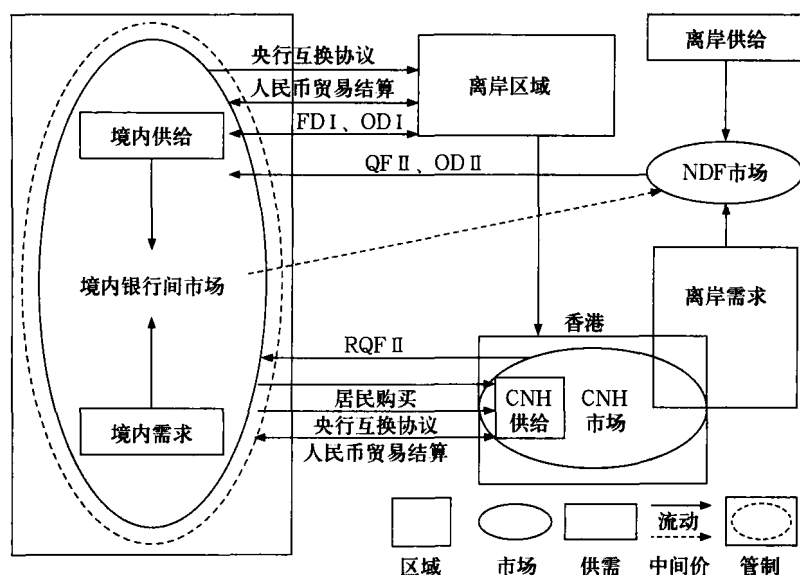 央行互换协议
人民币贸易结算
FDI、ODI
QFⅡ、ODⅡ
境内供给
境内银行间市场
境内需求
离岸区域
离岸供给
NDF市场
离岸需求
香港
RQFⅡ
居民购买
央行互换协议
人民币贸易结算
CNH
供给
CNH
市场
区域
市场
供需
流动
中间价
管制